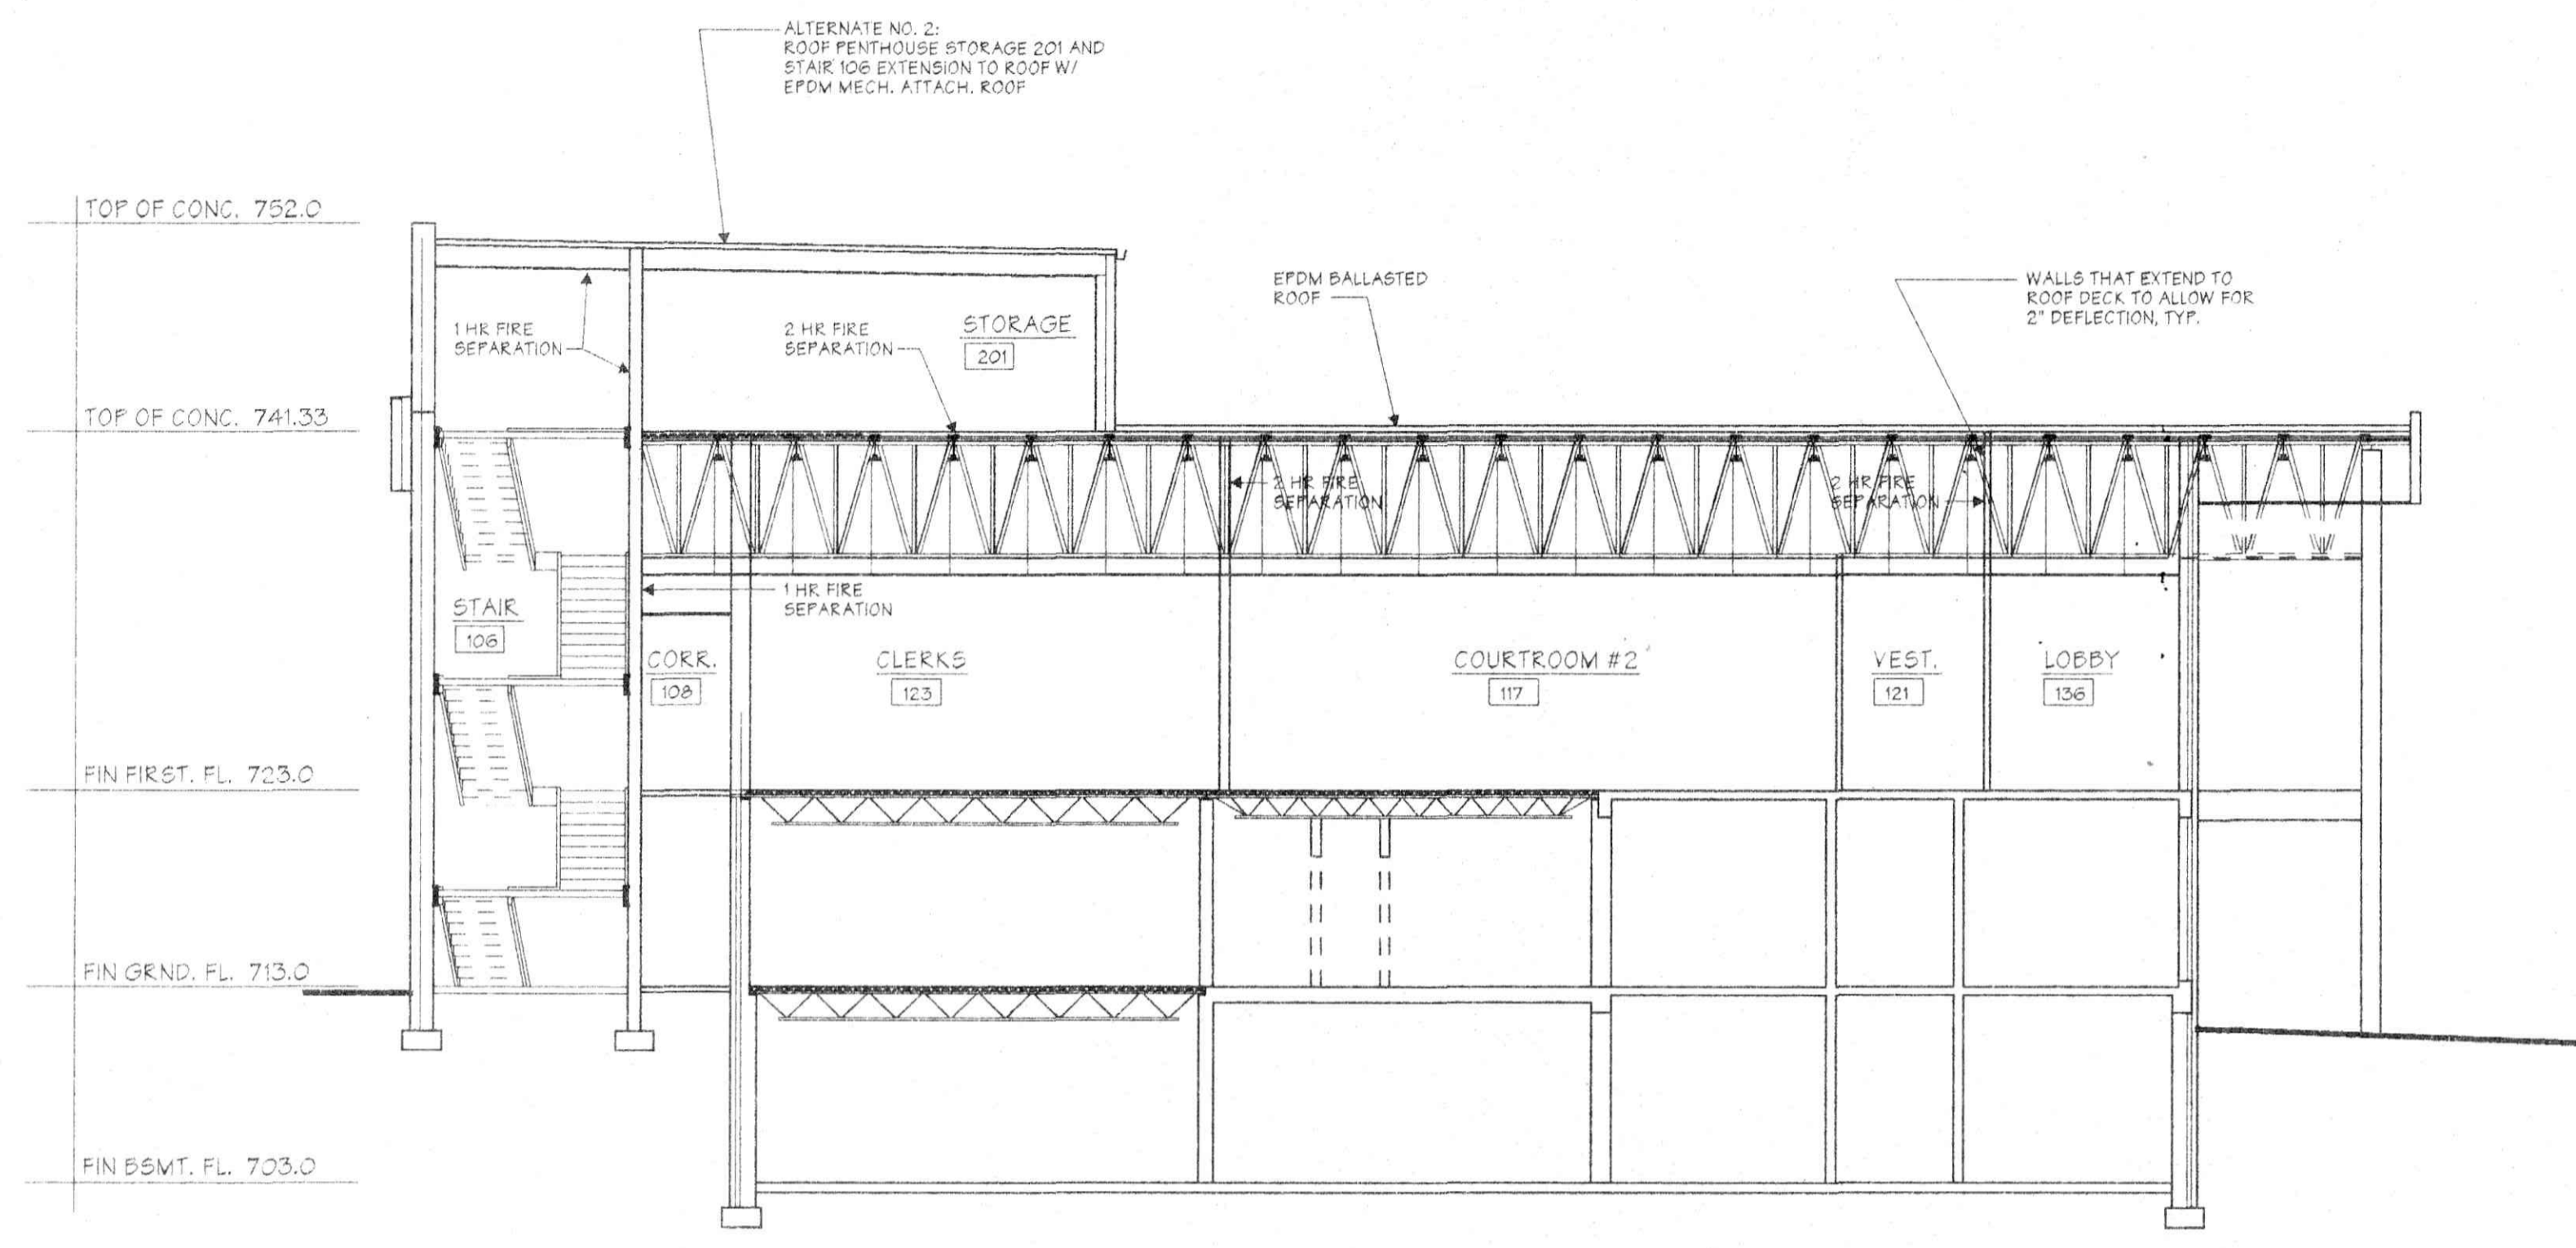 ALTERNATE NO. 2:
ROOF PENTHOUSE STORAGE 201 AND
STAIR 106 EXTENSION TO ROOF W/
EPDM MECH. ATTACH. ROOF
TOP OF CONC. 752.0
EPDM BALLASTED
ROOF
WALLS THAT EXTEND TO
ROOF DECK TO ALLOW FOR
2" DEFLECTION, TYP.
1 HR FIRE
SEPARATION
2 HR FIRE
SEPARATION
STORAGE
201
TOP OF CONC. 741.33
2 HR FIRE
SEPARATION
2 HR FIRE
SEPARATION
1 HR FIRE
SEPARATION
STAIR
106
CORR.
108
CLERKS
123
COURTROOM #2
117
VEST.
121
LOBBY
136
FIN FIRST. FL. 723.0
FIN GRND. FL. 713.0
FIN BSMT. FL. 703.0